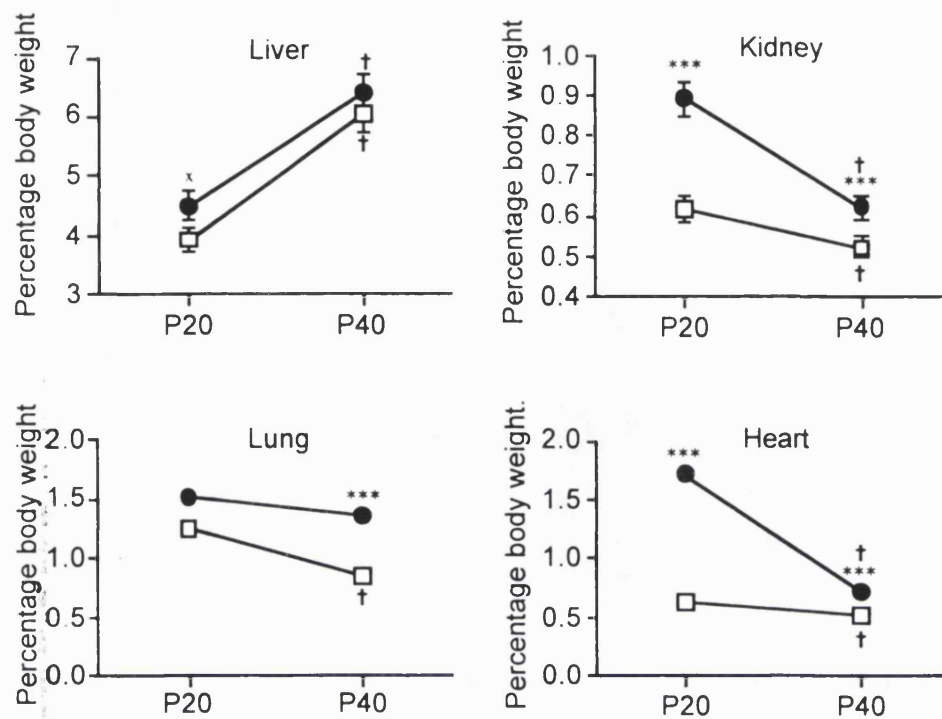 Liver
Percentage body weight
7
6
5
4
3
x
†
†
P20
P40
Kidney
Percentage body weight
1.0
0.9
0.8
0.7
0.6
0.5
0.4
***
†
***
†
P20
P40
Lung
Percentage body weight
2.0
1.5
1.0
0.5
0.0
***
†
P20
P40
Heart
Percentage body weight.
2.0
1.5
1.0
0.5
0.0
***
†
***
†
P20
P40